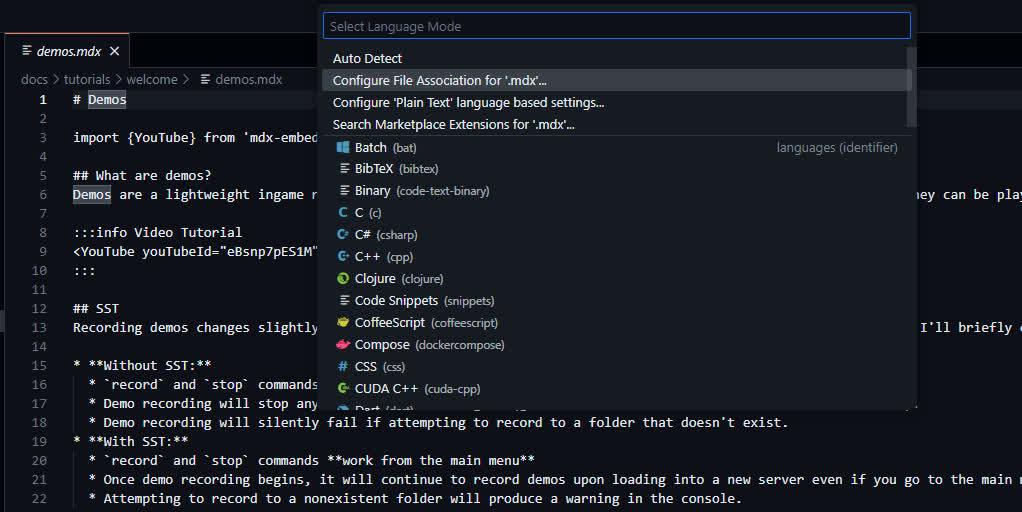 Select Language Mode
demos.mdx
docs > tutorials > welcome > demos.mdx
Auto Detect
Configure File Association for '.mdx'...
Configure 'Plain Text' language based settings...
Search Marketplace Extensions for '.mdx'...
Batch (bat) languages (identifier)
BibTeX (bibtex)
Binary (code-text-binary)
C (c)
C# (csharp)
C++ (cpp)
Clojure (clojure)
Code Snippets (snippets)
CoffeeScript (coffeescript)
Compose (dockercompose)
CSS (css)
CUDA C++ (cuda-cpp)
1 # Demos
2
3 import {YouTube} from 'mdx-embed
4
5 ## What are demos?
6 Demos are a lightweight ingame hey can be play
7
8 :::info Video Tutorial
9 <YouTube youTubeId="eBsnp7pES1M"
10 :::
11
12 ## SST
13 Recording demos changes slightly I'll briefly
14
15 * **Without SST:**
16 * `record` and `stop` commands
17 * Demo recording will stop any
18 * Demo recording will silently fail if attempting to record to a folder that doesn't exist.
19 * **With SST:**
20 * `record` and `stop` commands **work from the main menu**
21 * Once demo recording begins, it will continue to record demos upon loading into a new server even if you go to the main
22 * Attempting to record to a nonexistent folder will produce a warning in the console.